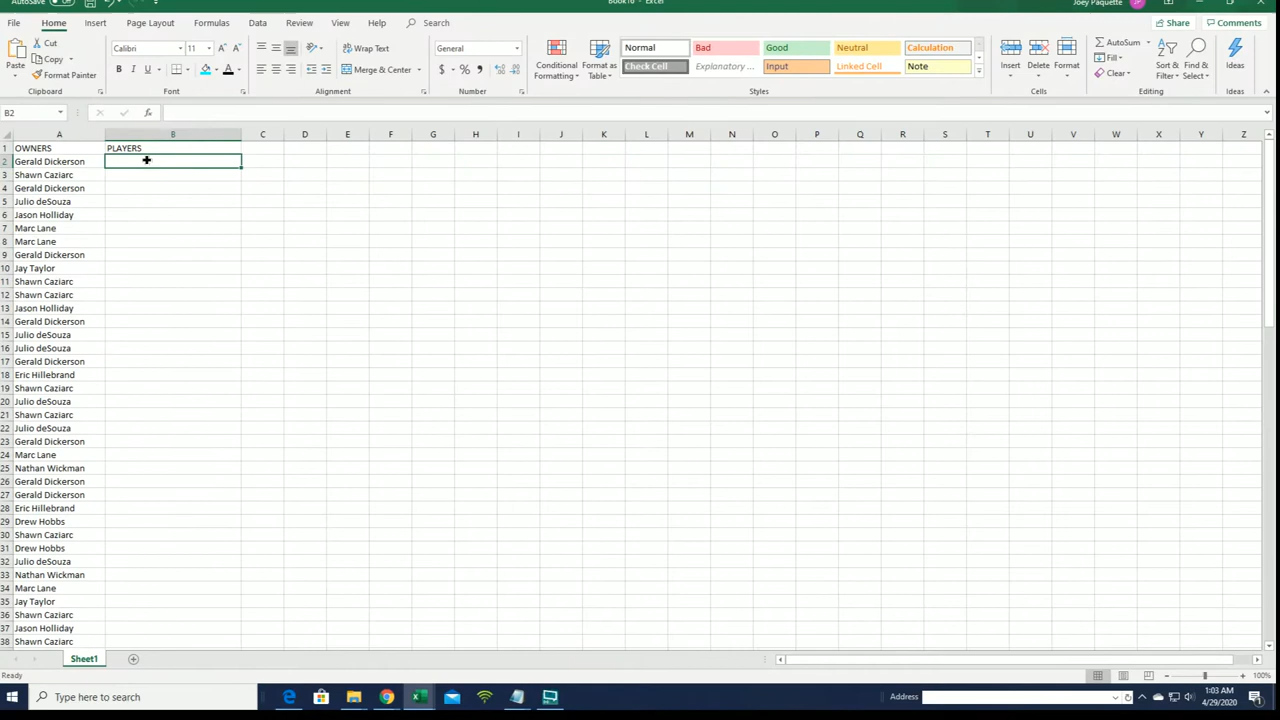 AutoSave Off Book16 - Excel Joey Paquette JP
File Home Insert Page Layout Formulas Data Review View Help Search Share Comments
Paste Cut Copy Format Painter Clipboard
Calibri 11 Font
Wrap Text Merge & Center Alignment
General Number
Conditional Formatting Format as Table
Normal Bad Good Neutral Calculation
Check Cell Explanatory ... Input Linked Cell Note
Styles
Insert Delete Format Cells
AutoSum Fill Clear Sort & Filter Find & Select Editing
Ideas Ideas
B2 fx
A B C D E F G H I J K L M N O P Q R S T U V W X Y Z
1 OWNERS PLAYERS
2 Gerald Dickerson
3 Shawn Caziarc
4 Gerald Dickerson
5 Julio deSouza
6 Jason Holliday
7 Marc Lane
8 Marc Lane
9 Gerald Dickerson
10 Jay Taylor
11 Shawn Caziarc
12 Shawn Caziarc
13 Jason Holliday
14 Gerald Dickerson
15 Julio deSouza
16 Julio deSouza
17 Gerald Dickerson
18 Eric Hillebrand
19 Shawn Caziarc
20 Julio deSouza
21 Shawn Caziarc
22 Julio deSouza
23 Gerald Dickerson
24 Marc Lane
25 Nathan Wickman
26 Gerald Dickerson
27 Gerald Dickerson
28 Eric Hillebrand
29 Drew Hobbs
30 Shawn Caziarc
31 Drew Hobbs
32 Julio deSouza
33 Nathan Wickman
34 Marc Lane
35 Jay Taylor
36 Shawn Caziarc
37 Jason Holliday
38 Shawn Caziarc
Sheet1
Ready 100%
Type here to search Address 1:03 AM
4/29/2020